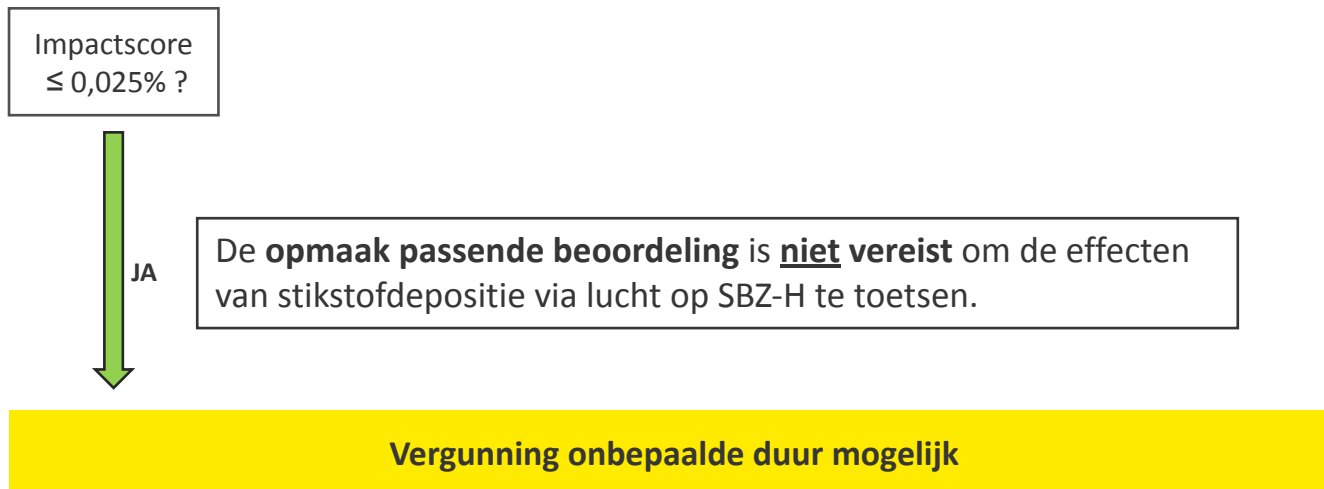 Impactscore
≤ 0,025% ?
JA
De opmaak passende beoordeling is niet vereist om de effecten
van stikstofdepositie via lucht op SBZ-H te toetsen.
Vergunning onbepaalde duur mogelijk